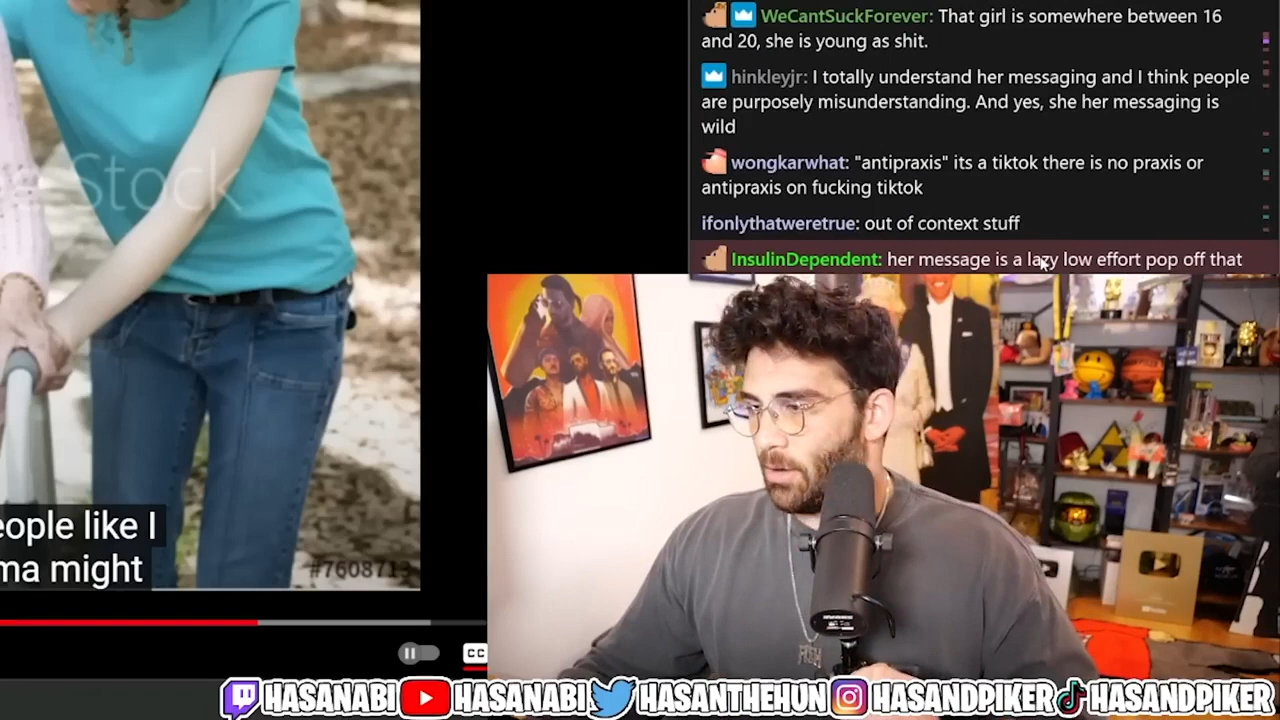 WeCantSuckForever: That girl is somewhere between 16
and 20, she is young as shit.
hinkleyjr: I totally understand her messaging and I think people
are purposely misunderstanding. And yes, she her messaging is
wild
wongkarwhat: "antipraxis" its a tiktok there is no praxis or
antipraxis on fucking tiktok
ifonlythatweretrue: out of context stuff
InsulinDependent: her message is a lazy low effort pop off that
Stock
eople like I
ma might
#7608713
CC
HASANABI HASANABI HASANTHEHUN HASANDPIKER HASANDPIKER